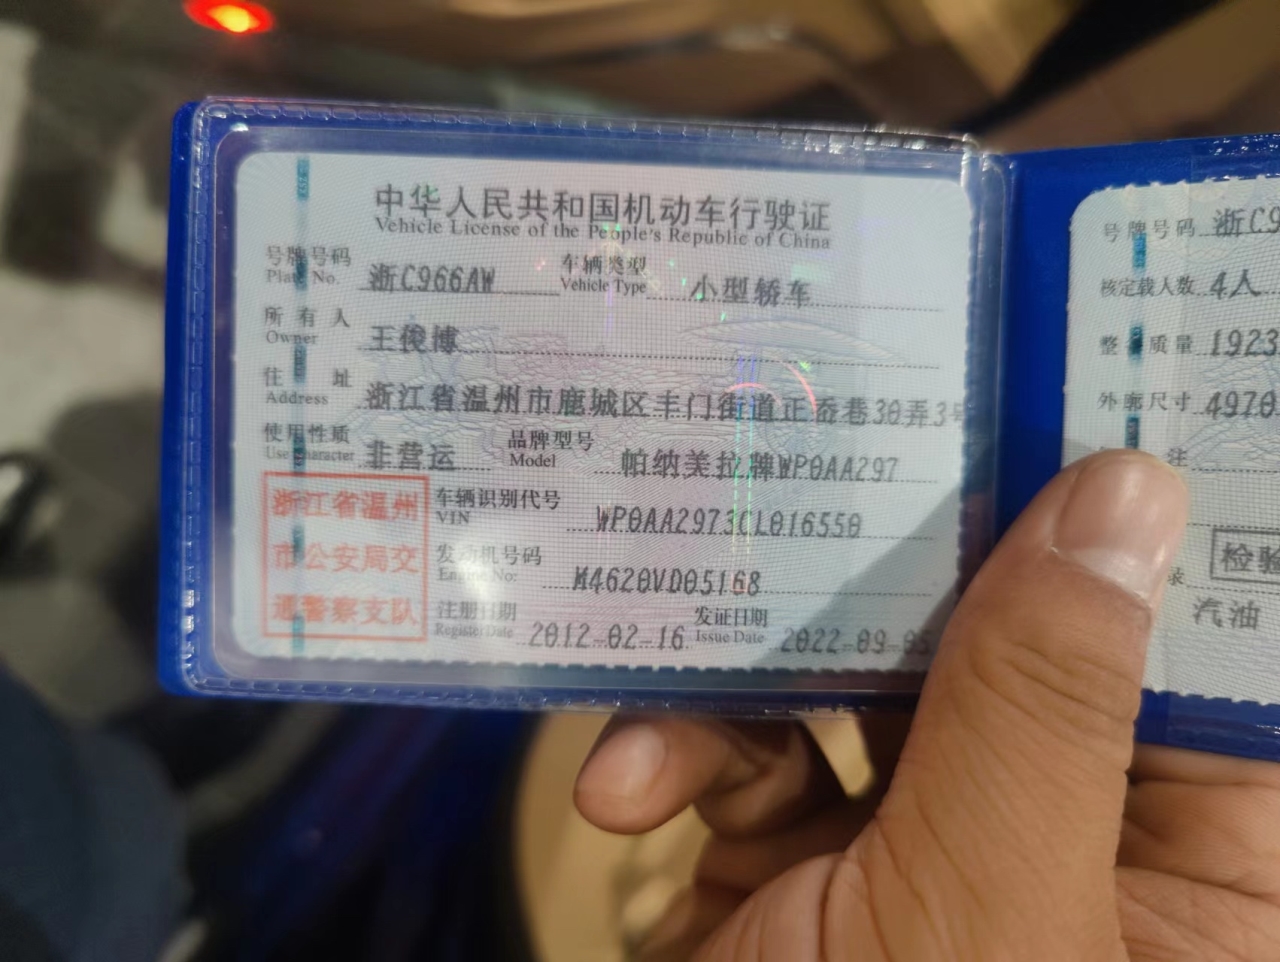 中华人民共和国机动车行驶证
Vehicle License of the People's Republic of China
号牌号码 浙C966AW 车辆类型 小型轿车
Plate No. Vehicle Type
所有人 王俊博
Owner
住址 浙江省温州市鹿城区丰门街道正岙巷30弄3号
Address
使用性质 非营运 品牌型号 帕纳美拉牌WP0AA297
Use Character Model
浙江省温州
市公安局交
通警察支队
车辆识别代号 WP0AA2973CL016550
VIN
发动机号码 M4620VD05168
Engine No.
注册日期 2012-02-16 发证日期 2022-09-05
Register Date Issue Date
号牌号码 浙C9
核定载人数 4人
整 质量 1923
外廓尺寸 4970
注
录 检验
汽油